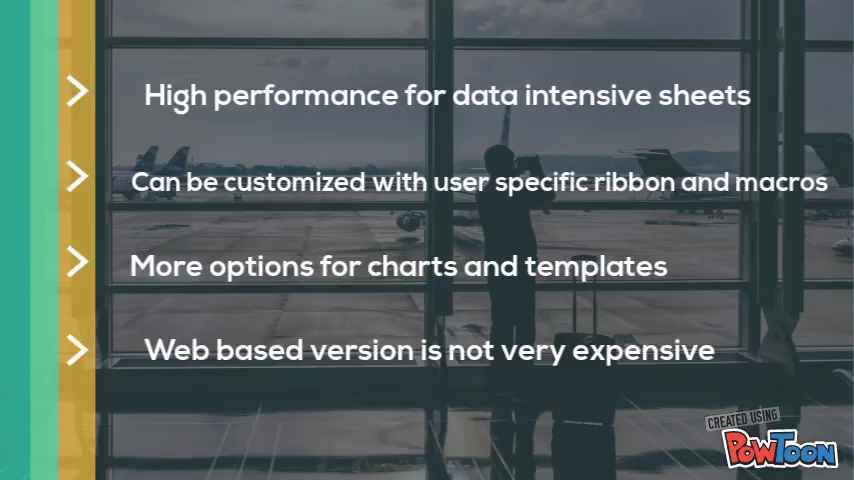 High performance for data intensive sheets
Can be customized with user specific ribbon and macros
More options for charts and templates
Web based version is not very expensive
CREATED USING
POWTOON